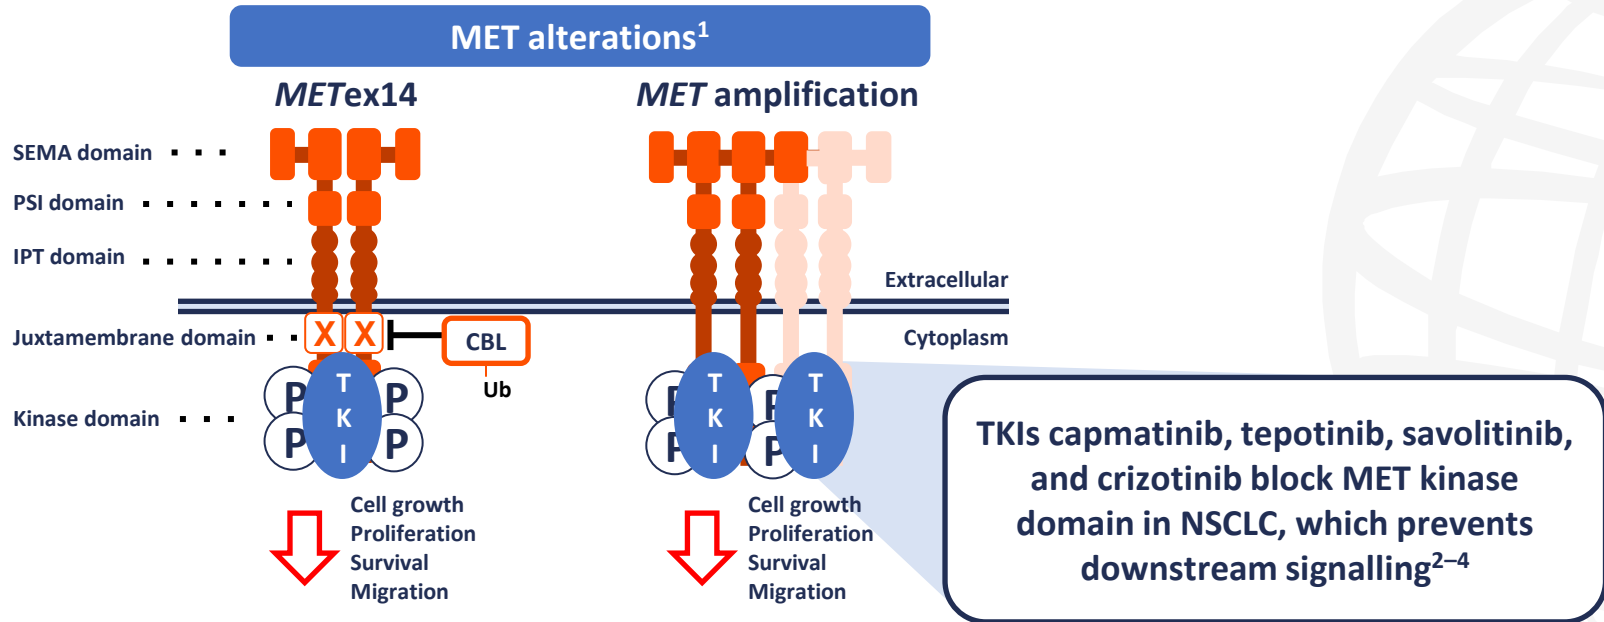 MET alterations¹
METex14
MET amplification
SEMA domain
PSI domain
IPT domain
Extracellular
Juxtamembrane domain
X X
CBL
Cytoplasm
Ub
Kinase domain
P
P
P
P
T
K
I
P
P
T
K
I
P
P
T
K
I
Cell growth
Proliferation
Survival
Migration
Cell growth
Proliferation
Survival
Migration
TKIs capmatinib, tepotinib, savolitinib,
and crizotinib block MET kinase
domain in NSCLC, which prevents
downstream signalling²⁻⁴